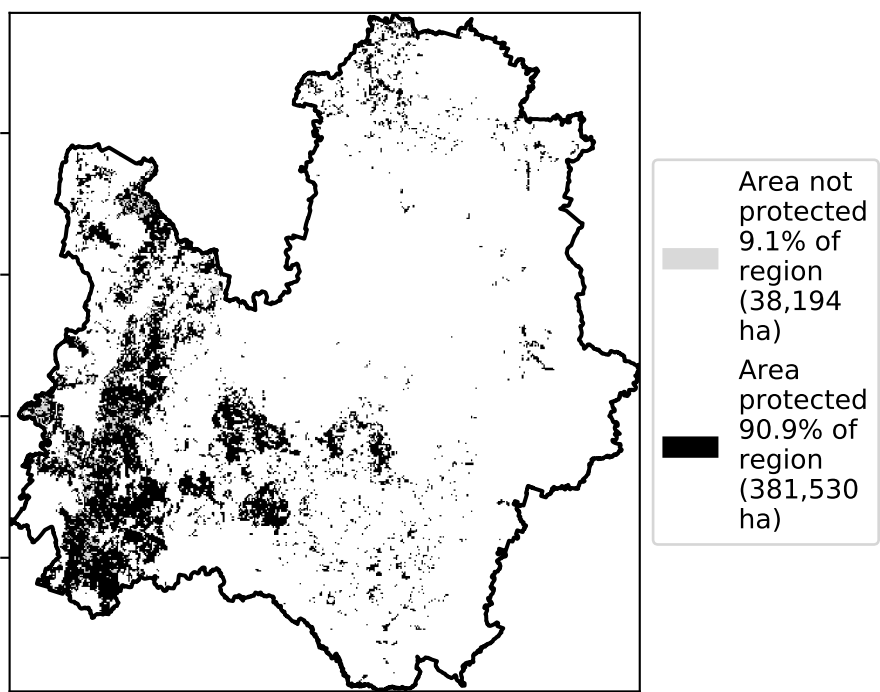 Area not
protected
9.1% of
region
(38,194
ha)
Area
protected
90.9% of
region
(381,530
ha)